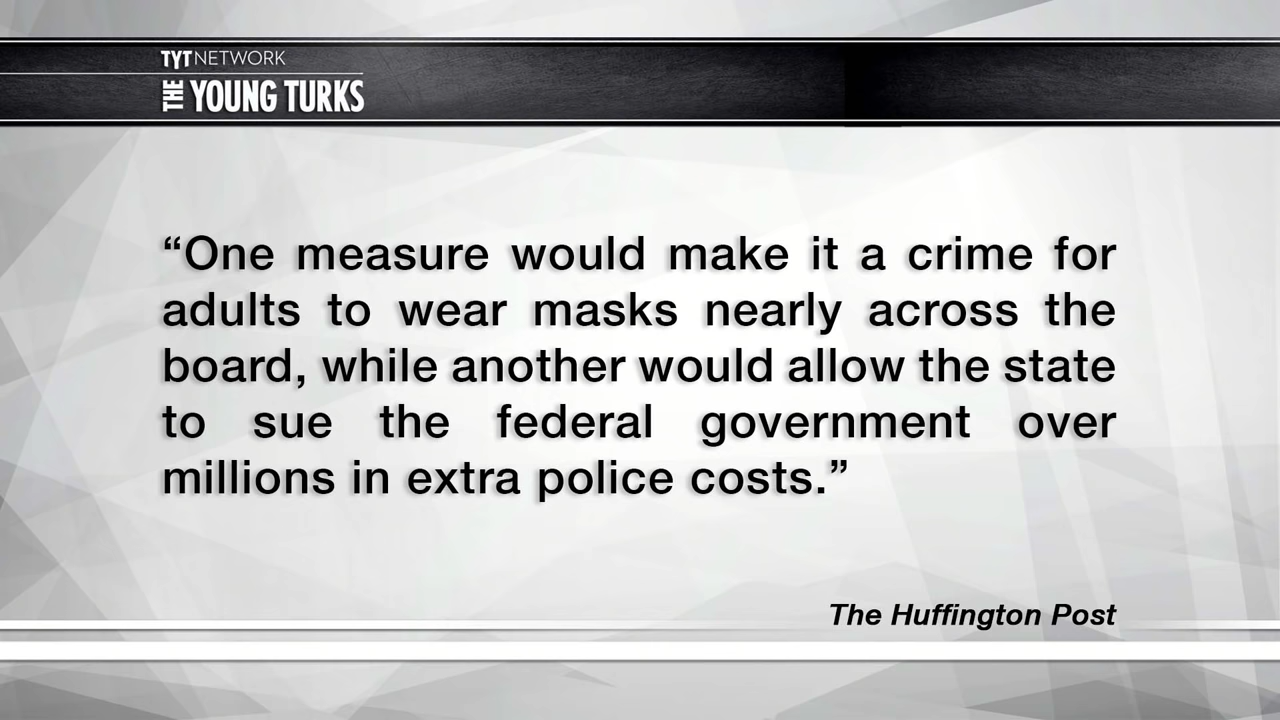 TYT NETWORK
THE YOUNG TURKS
“One measure would make it a crime for
adults to wear masks nearly across the
board, while another would allow the state
to sue the federal government over
millions in extra police costs.”
The Huffington Post